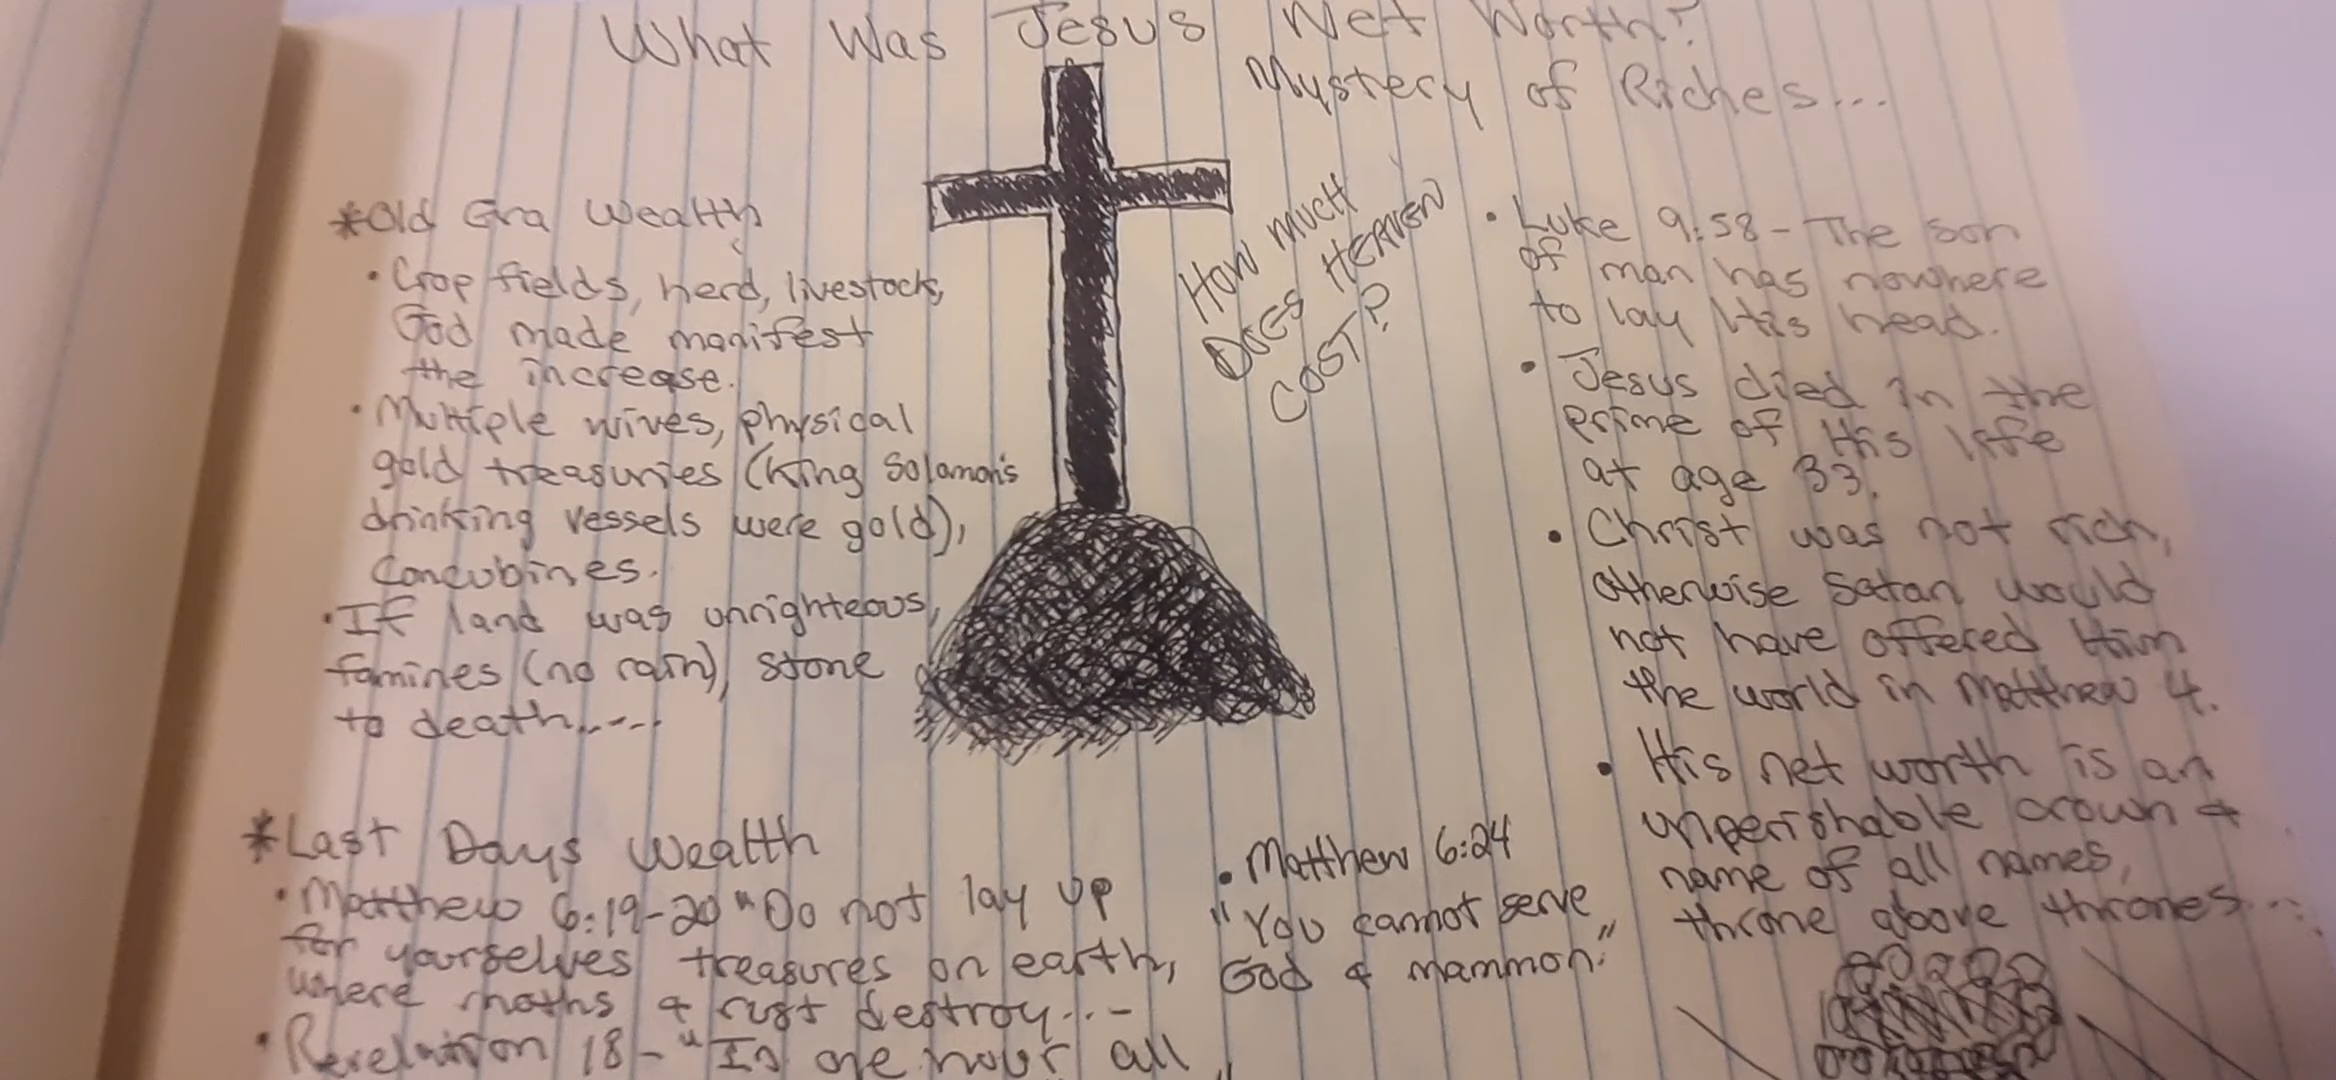 What Was Jesus Net Worth?
Mystery of Riches...
*Old Era Wealth
• Crop fields, herd, livestock,
God made manifest
the increase.
• Multiple wives, physical
gold treasuries (King Solomon's
drinking vessels were gold),
Concubines.
• If land was unrighteous,
famines (no rain), stone
to death.....
HOW MUCH
DOES HEAVEN
COST?
• Luke 9:58 - The son
of man has nowhere
to lay His head.
• Jesus died in the
prime of His life
at age 33.
• Christ was not rich,
otherwise Satan would
not have offered Him
the world in Matthew 4.
• His net worth is an
unperishable crown &
name of all names,
throne above thrones...
*Last Days Wealth
• Matthew 6:19-20 "Do not lay up
for yourselves treasures on earth,
where moths & rust destroy...-
• Revelation 18 - "In one hour all
• Matthew 6:24
"You cannot serve
God & mammon."